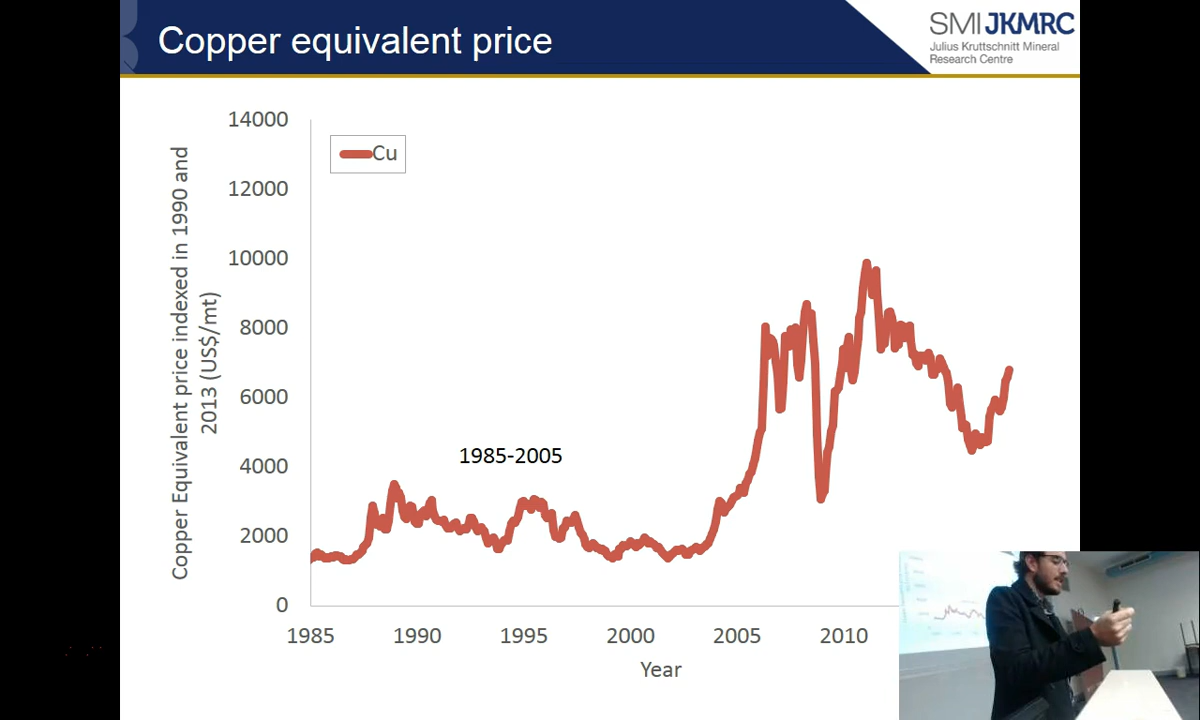 Copper equivalent price
SMI JKMRC
Julius Kruttschnitt Mineral
Research Centre
Copper Equivalent price indexed in 1990 and
2013 (US$/mt)
14000
12000
10000
8000
6000
4000
2000
0
Cu
1985-2005
1985
1990
1995
2000
2005
2010
Year